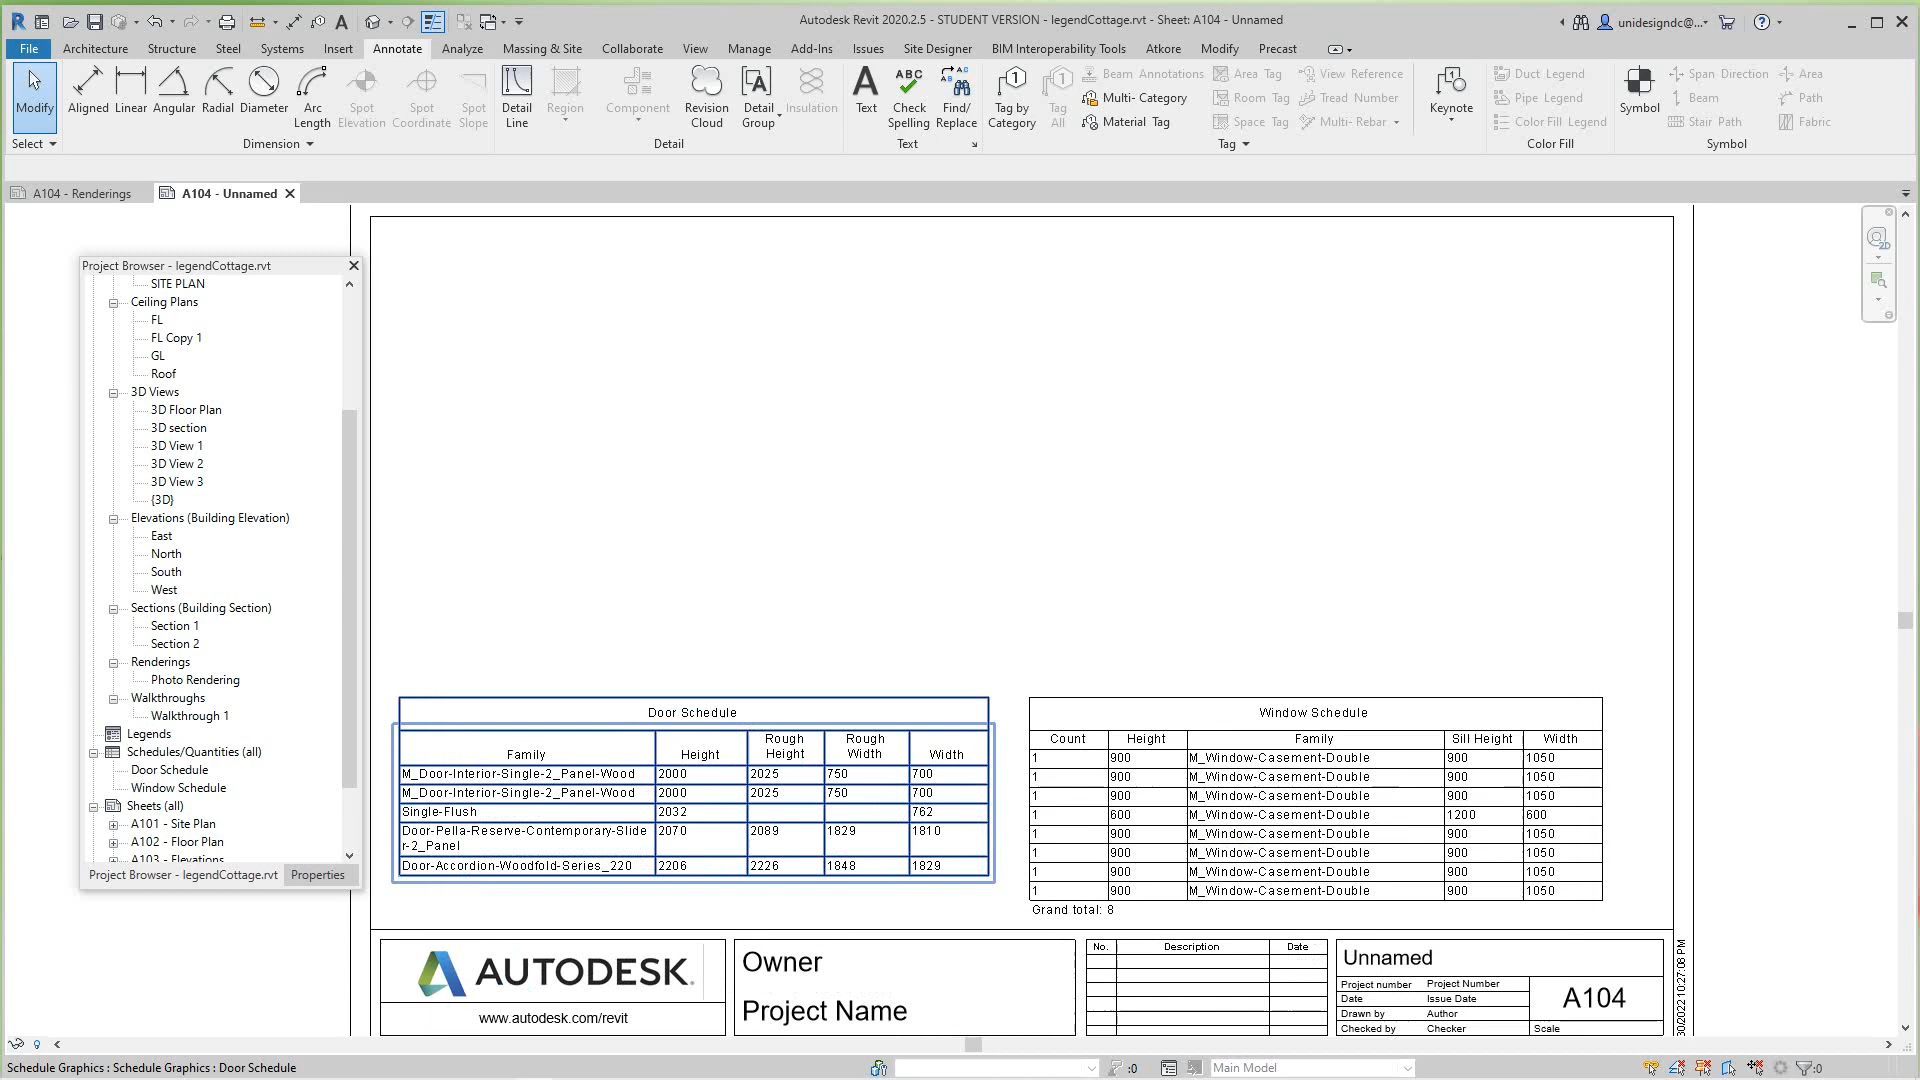 Autodesk Revit 2020.2.5 - STUDENT VERSION - legendCottage.rvt - Sheet: A104 - Unnamed
unidesigndc@...
File Architecture Structure Steel Systems Insert Annotate Analyze Massing & Site Collaborate View Manage Add-Ins Issues Site Designer BIM Interoperability Tools Atkore Modify Precast
Modify
Select
Aligned Linear Angular Radial Diameter Arc Length Spot Elevation Spot Coordinate Spot Slope
Dimension
Detail Line Region Component Revision Cloud Detail Group Insulation
Detail
Text Check Spelling Find/ Replace
Text
Tag by Category Tag All
Beam Annotations Area Tag View Reference
Multi- Category Room Tag Tread Number
Material Tag Space Tag Multi- Rebar
Tag
Keynote
Duct Legend
Pipe Legend
Color Fill Legend
Color Fill
Symbol
Span Direction Area
Beam Path
Stair Path Fabric
Symbol
A104 - Renderings
A104 - Unnamed
Project Browser - legendCottage.rvt
SITE PLAN
Ceiling Plans
FL
FL Copy 1
GL
Roof
3D Views
3D Floor Plan
3D section
3D View 1
3D View 2
3D View 3
{3D}
Elevations (Building Elevation)
East
North
South
West
Sections (Building Section)
Section 1
Section 2
Renderings
Photo Rendering
Walkthroughs
Walkthrough 1
Legends
Schedules/Quantities (all)
Door Schedule
Window Schedule
Sheets (all)
A101 - Site Plan
A102 - Floor Plan
A103 - Elevations
Project Browser - legendCottage.rvt Properties
Door Schedule
Family Height Rough Height Rough Width Width
M_Door-Interior-Single-2_Panel-Wood 2000 2025 750 700
M_Door-Interior-Single-2_Panel-Wood 2000 2025 750 700
Single-Flush 2032 762
Door-Pella-Reserve-Contemporary-Slide 2070 2089 1829 1810
r-2_Panel
Door-Accordion-Woodfold-Series_220 2206 2226 1848 1829
Window Schedule
Count Height Family Sill Height Width
1 900 M_Window-Casement-Double 900 1050
1 900 M_Window-Casement-Double 900 1050
1 900 M_Window-Casement-Double 900 1050
1 600 M_Window-Casement-Double 1200 600
1 900 M_Window-Casement-Double 900 1050
1 900 M_Window-Casement-Double 900 1050
1 900 M_Window-Casement-Double 900 1050
1 900 M_Window-Casement-Double 900 1050
Grand total: 8
AUTODESK.
www.autodesk.com/revit
Owner
Project Name
No. Description Date
Unnamed
Project number Project Number
Date Issue Date
Drawn by Author
Checked by Checker
A104
Scale
10:27:08 PM
Schedule Graphics : Schedule Graphics : Door Schedule
:0
Main Model
:0